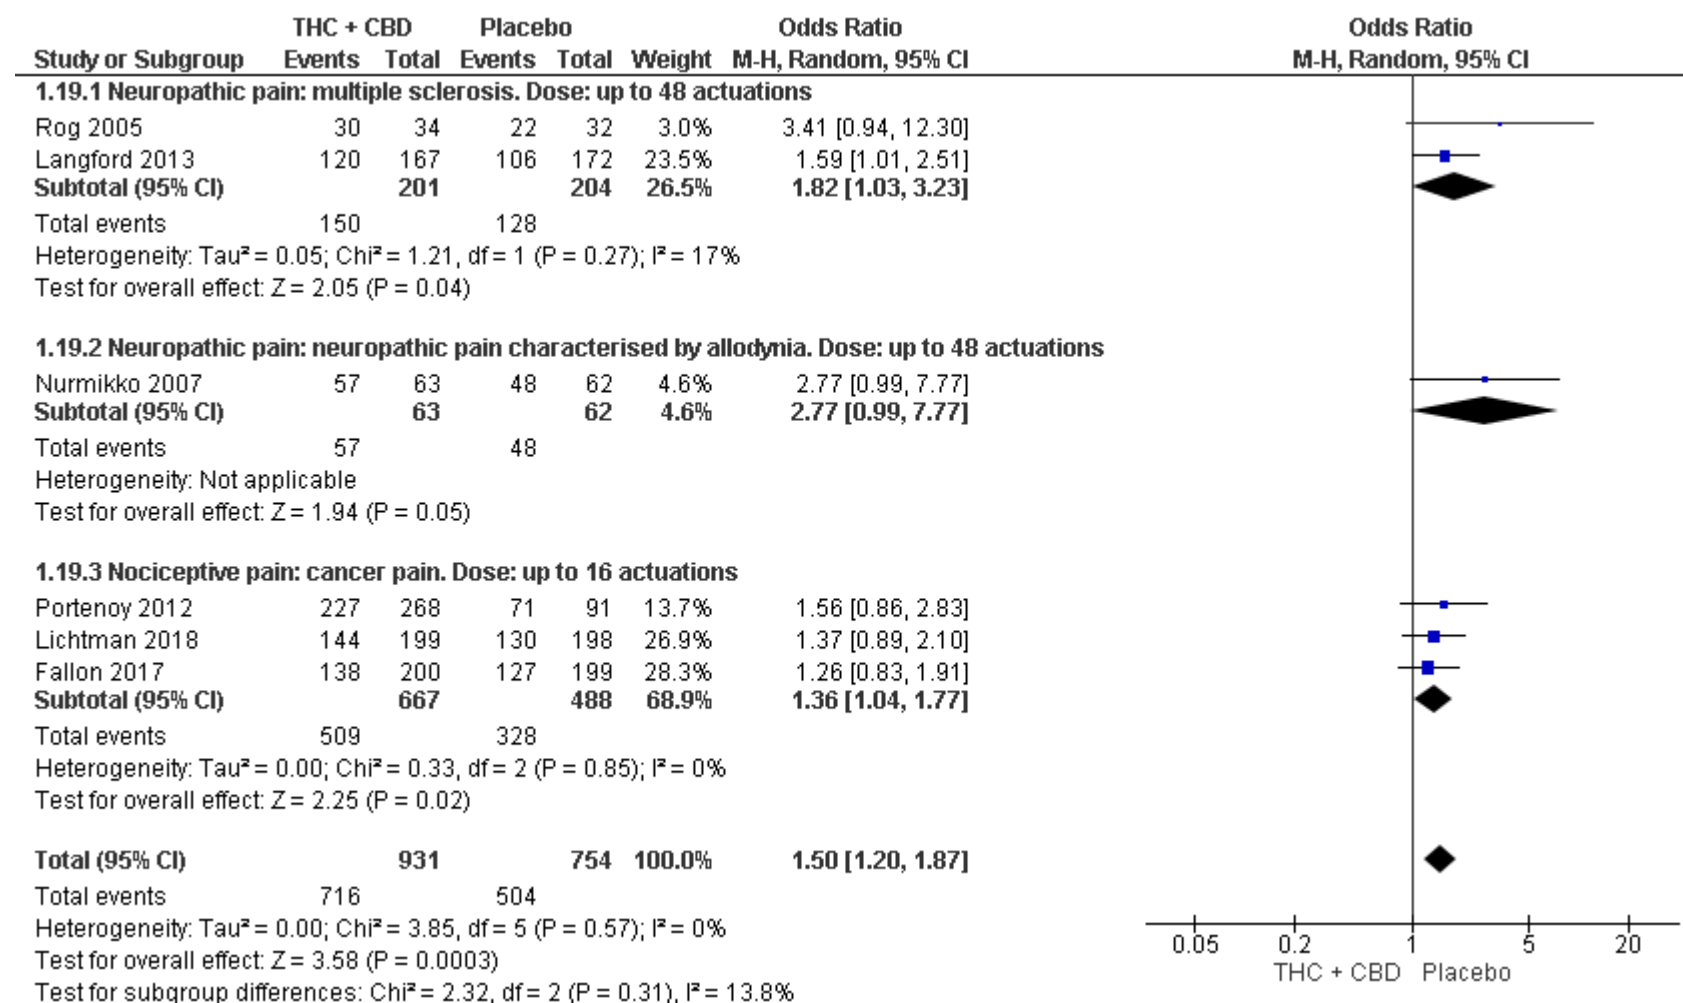 THC + CBD Placebo Odds Ratio Odds Ratio
Study or Subgroup Events Total Events Total Weight M-H, Random, 95% CI M-H, Random, 95% CI
1.19.1 Neuropathic pain: multiple sclerosis. Dose: up to 48 actuations
Rog 2005 30 34 22 32 3.0% 3.41 [0.94, 12.30]
Langford 2013 120 167 106 172 23.5% 1.59 [1.01, 2.51]
Subtotal (95% CI) 201 204 26.5% 1.82 [1.03, 3.23]
Total events 150 128
Heterogeneity: Tau² = 0.05; Chi² = 1.21, df = 1 (P = 0.27); I² = 17%
Test for overall effect: Z = 2.05 (P = 0.04)
1.19.2 Neuropathic pain: neuropathic pain characterised by allodynia. Dose: up to 48 actuations
Nurmikko 2007 57 63 48 62 4.6% 2.77 [0.99, 7.77]
Subtotal (95% CI) 63 62 4.6% 2.77 [0.99, 7.77]
Total events 57 48
Heterogeneity: Not applicable
Test for overall effect: Z = 1.94 (P = 0.05)
1.19.3 Nociceptive pain: cancer pain. Dose: up to 16 actuations
Portenoy 2012 227 268 71 91 13.7% 1.56 [0.86, 2.83]
Lichtman 2018 144 199 130 198 26.9% 1.37 [0.89, 2.10]
Fallon 2017 138 200 127 199 28.3% 1.26 [0.83, 1.91]
Subtotal (95% CI) 667 488 68.9% 1.36 [1.04, 1.77]
Total events 509 328
Heterogeneity: Tau² = 0.00; Chi² = 0.33, df = 2 (P = 0.85); I² = 0%
Test for overall effect: Z = 2.25 (P = 0.02)
Total (95% CI) 931 754 100.0% 1.50 [1.20, 1.87]
Total events 716 504
Heterogeneity: Tau² = 0.00; Chi² = 3.85, df = 5 (P = 0.57); I² = 0%
Test for overall effect: Z = 3.58 (P = 0.0003)
Test for subgroup differences: Chi² = 2.32, df = 2 (P = 0.31), I² = 13.8%
0.05 0.2 1 5 20
THC + CBD Placebo